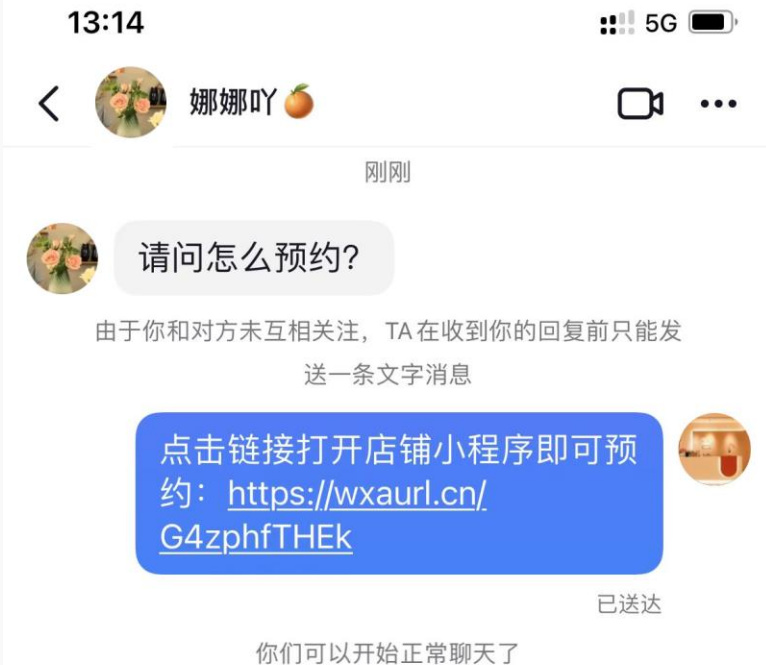 13:14
5G
娜娜吖🍊
刚刚
请问怎么预约?
由于你和对方未互相关注，TA在收到你的回复前只能发
送一条文字消息
点击链接打开店铺小程序即可预
约：https://wxaurl.cn/
G4zphfTHEk
已送达
你们可以开始正常聊天了